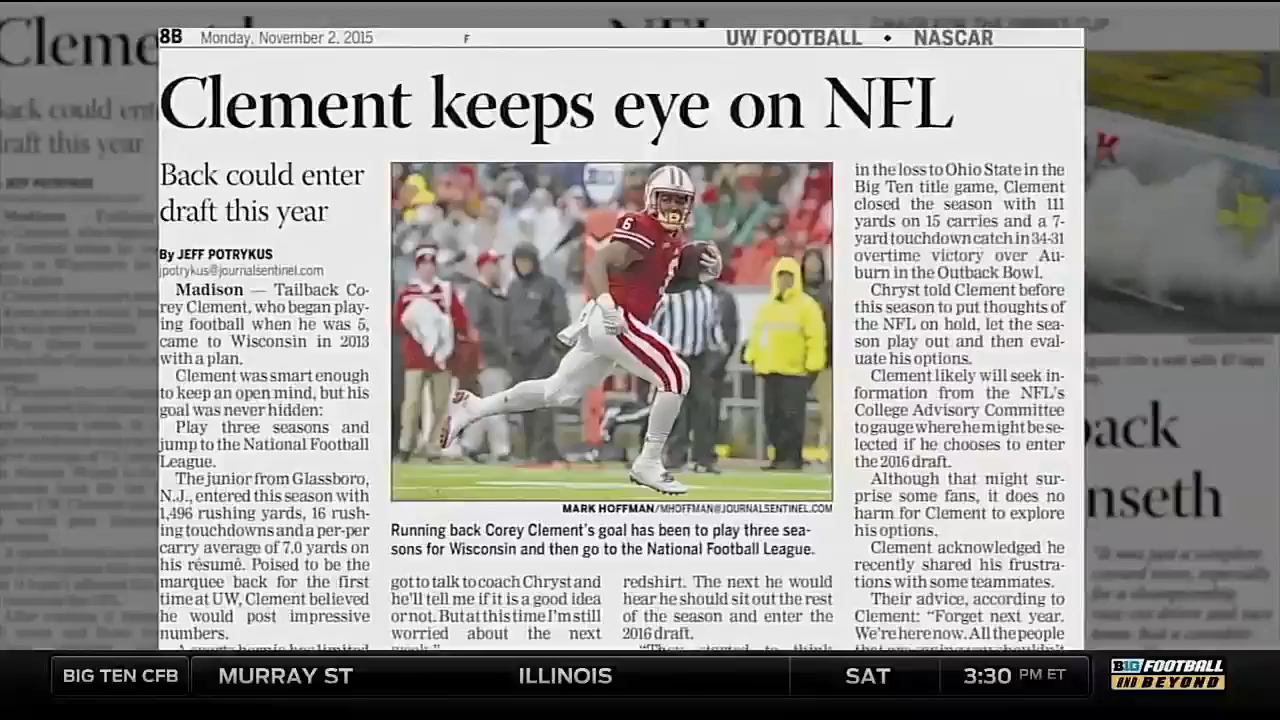 8B Monday, November 2, 2015 F UW FOOTBALL • NASCAR
Clement keeps eye on NFL
Back could enter
draft this year
By JEFF POTRYKUS
jpotrykus@journalsentinel.com
Madison — Tailback Co-
rey Clement, who began play-
ing football when he was 5,
came to Wisconsin in 2013
with a plan.
Clement was smart enough
to keep an open mind, but his
goal was never hidden:
Play three seasons and
jump to the National Football
League.
The junior from Glassboro,
N.J., entered this season with
1,496 rushing yards, 16 rush-
ing touchdowns and a per-per
carry average of 7.0 yards on
his résumé. Poised to be the
marquee back for the first
time at UW, Clement believed
he would post impressive
numbers.
6
MARK HOFFMAN/MHOFFMAN@JOURNALSENTINEL.COM
Running back Corey Clement's goal has been to play three sea-
sons for Wisconsin and then go to the National Football League.
got to talk to coach Chryst and
he'll tell me if it is a good idea
or not. But at this time I'm still
worried about the next
redshirt. The next he would
hear he should sit out the rest
of the season and enter the
2016 draft.
in the loss to Ohio State in the
Big Ten title game, Clement
closed the season with 111
yards on 15 carries and a 7-
yard touchdown catch in 34-31
overtime victory over Au-
burn in the Outback Bowl.
Chryst told Clement before
this season to put thoughts of
the NFL on hold, let the sea-
son play out and then eval-
uate his options.
Clement likely will seek in-
formation from the NFL's
College Advisory Committee
to gauge where he might be se-
lected if he chooses to enter
the 2016 draft.
Although that might sur-
prise some fans, it does no
harm for Clement to explore
his options.
Clement acknowledged he
recently shared his frustra-
tions with some teammates.
Their advice, according to
Clement: "Forget next year.
We're here now. All the people
back
nseth
BIG TEN CFB MURRAY ST ILLINOIS SAT 3:30 PM ET
B1G FOOTBALL
AND BEYOND